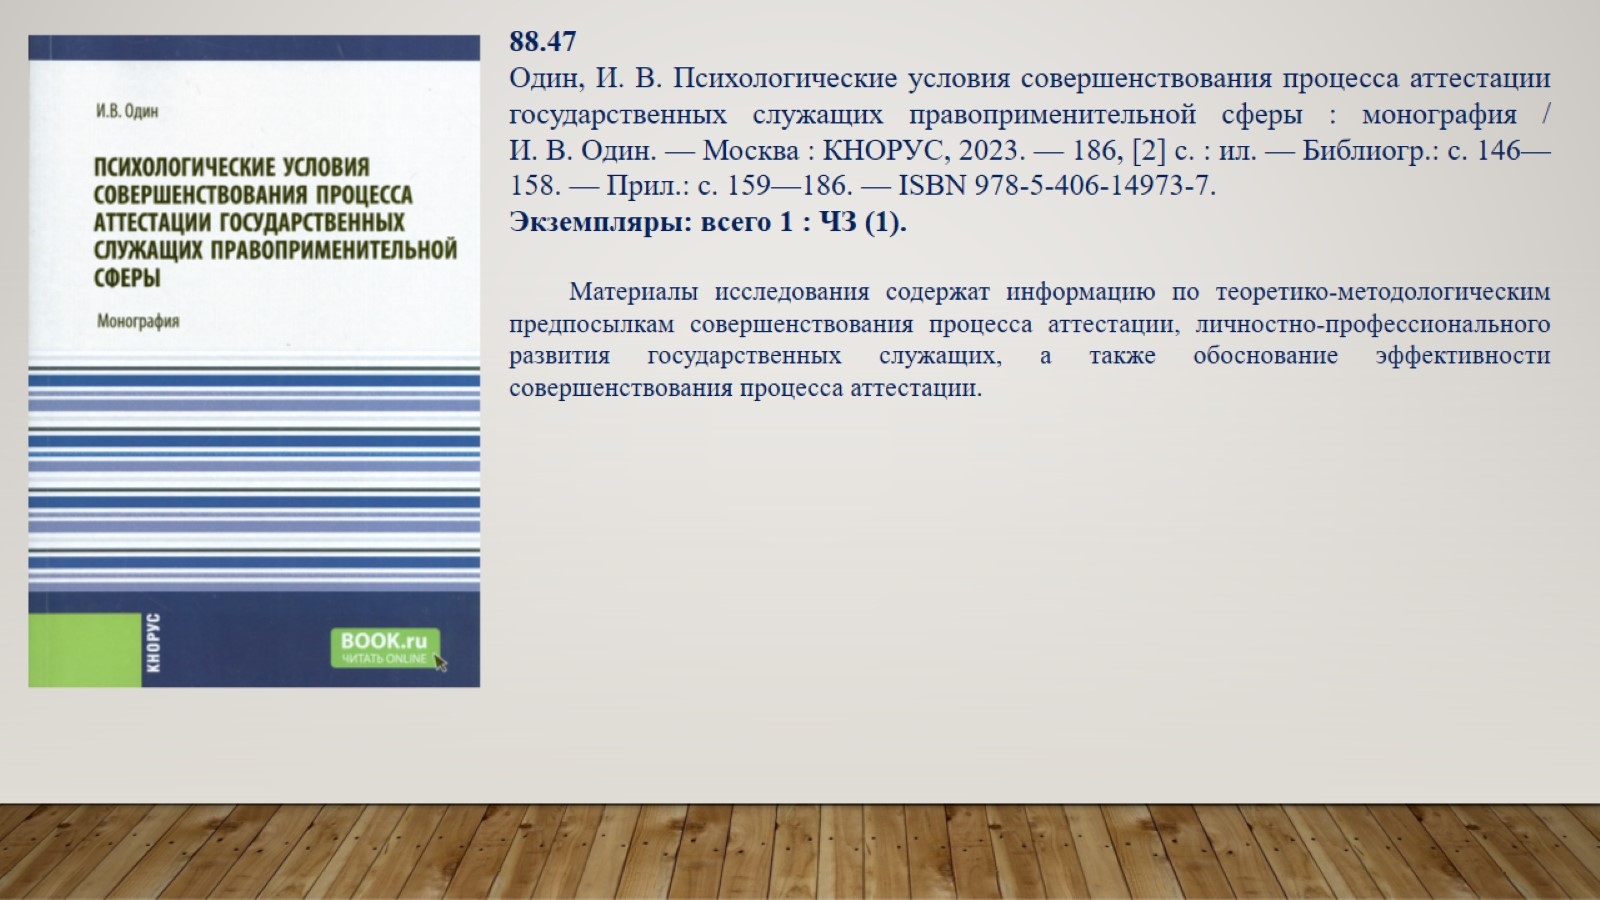 И.В. Один
ПСИХОЛОГИЧЕСКИЕ УСЛОВИЯ
СОВЕРШЕНСТВОВАНИЯ ПРОЦЕССА
АТТЕСТАЦИИ ГОСУДАРСТВЕННЫХ
СЛУЖАЩИХ ПРАВОПРИМЕНИТЕЛЬНОЙ
СФЕРЫ
Монография
КНОРУС
BOOK.ru
ЧИТАТЬ ONLINE
88.47
Один, И. В. Психологические условия совершенствования процесса аттестации
государственных служащих правоприменительной сферы : монография /
И. В. Один. — Москва : КНОРУС, 2023. — 186, [2] с. : ил. — Библиогр.: с. 146—
158. — Прил.: с. 159—186. — ISBN 978-5-406-14973-7.
Экземпляры: всего 1 : ЧЗ (1).
Материалы исследования содержат информацию по теоретико-методологическим
предпосылкам совершенствования процесса аттестации, личностно-профессионального
развития государственных служащих, а также обоснование эффективности
совершенствования процесса аттестации.